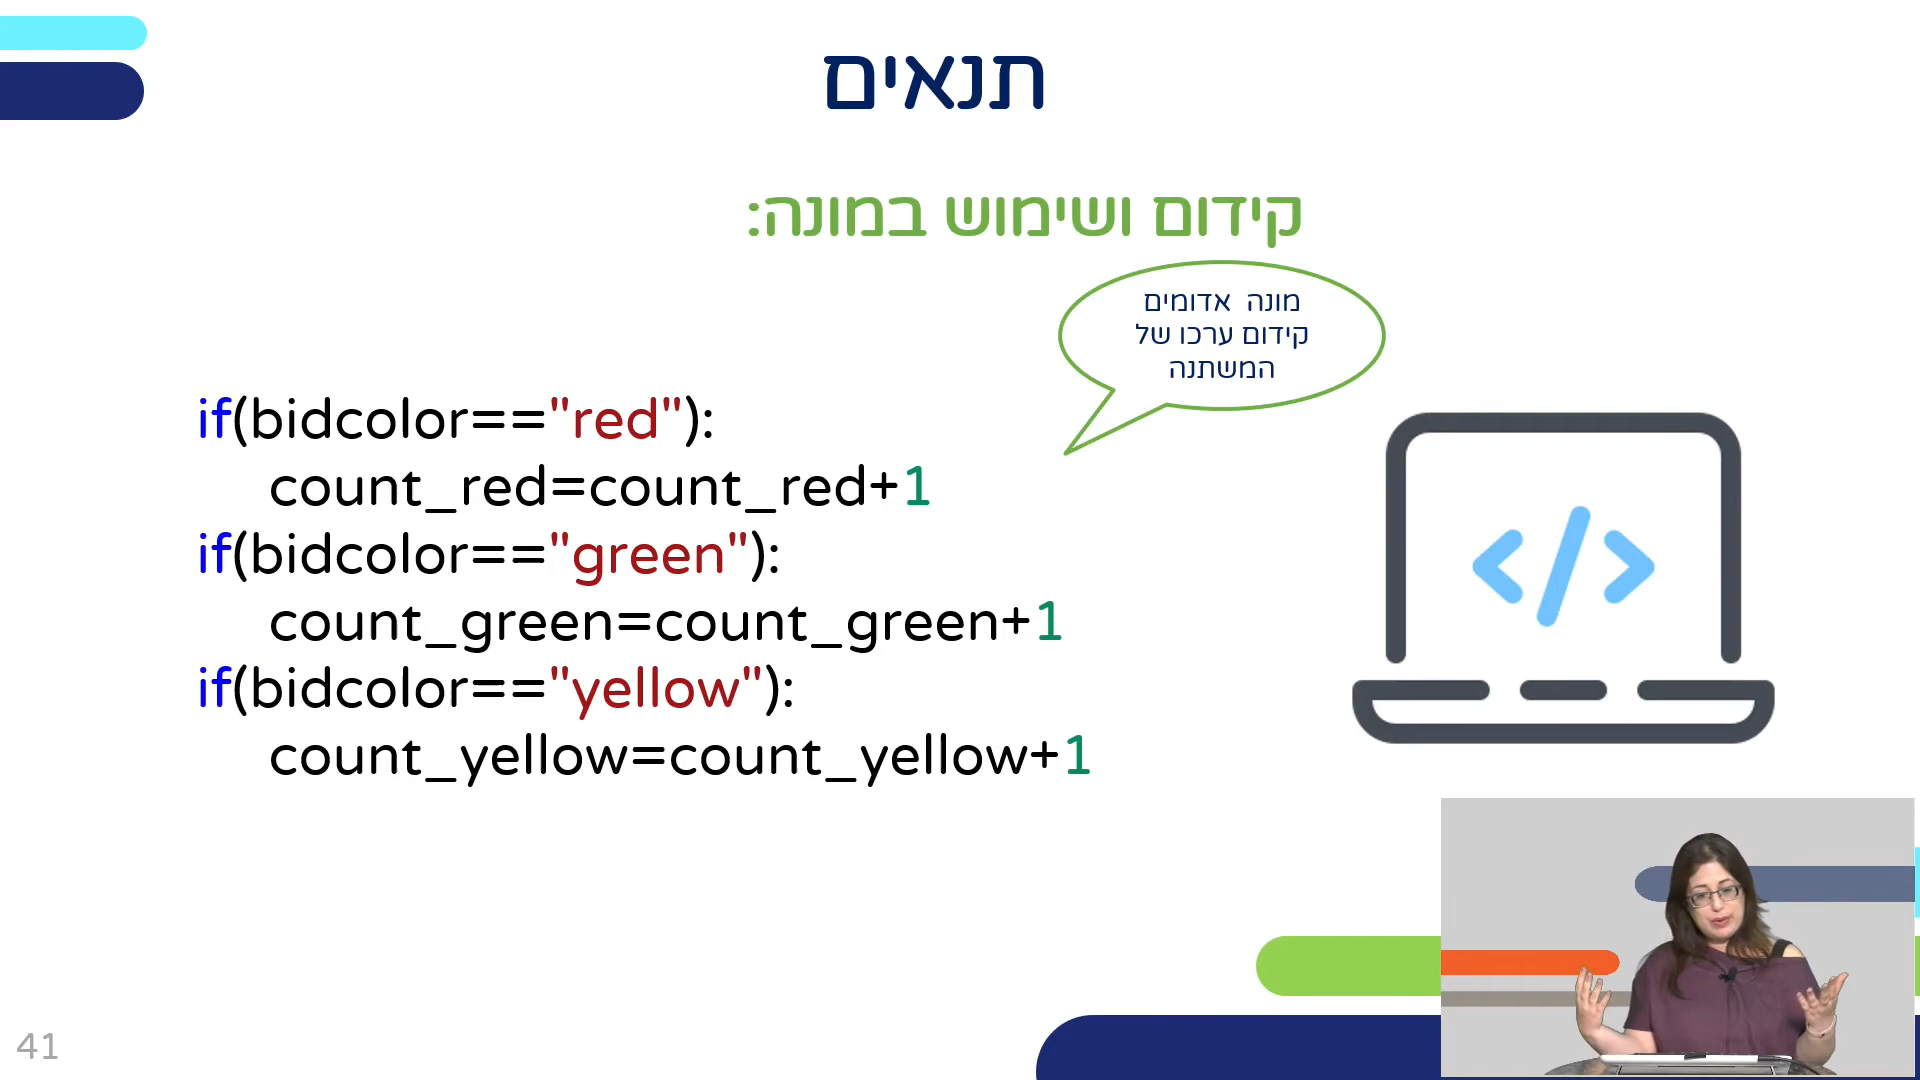 תנאים
קידום ושימוש במונה:
מונה אדומים
קידום ערכו של
המשתנה
if(bidcolor=="red"):
count_red=count_red+1
if(bidcolor=="green"):
count_green=count_green+1
if(bidcolor=="yellow"):
count_yellow=count_yellow+1
</>
41